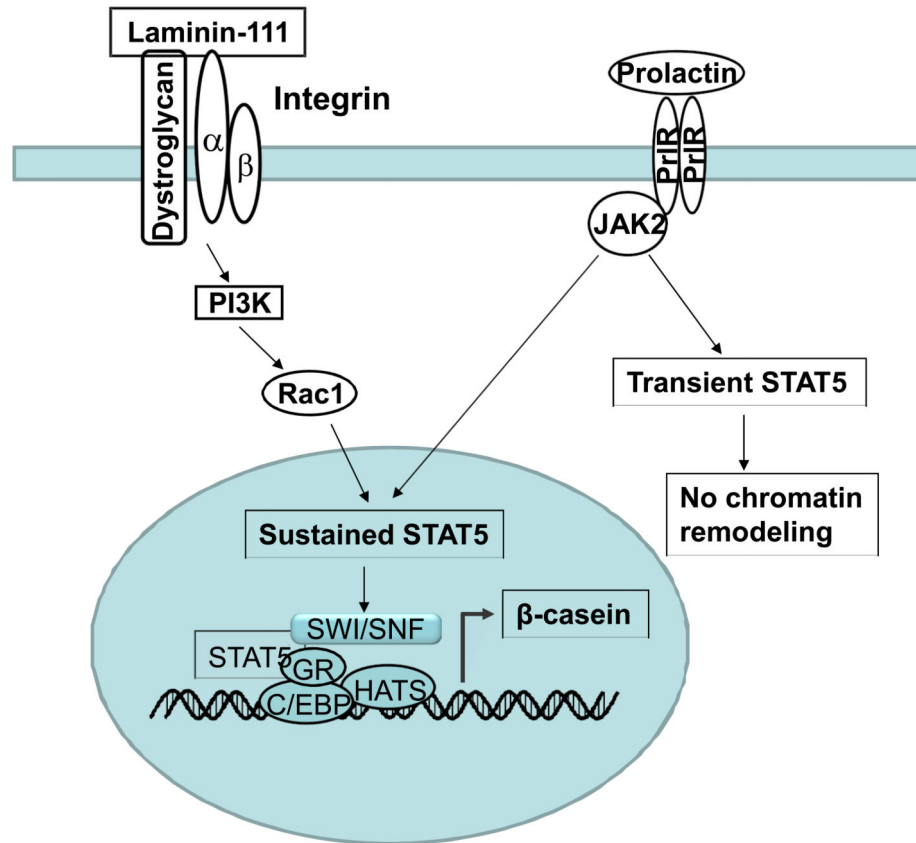 Laminin-111
Dystroglycan
α
β
Integrin
Prolactin
PrlR
PrlR
JAK2
PI3K
Rac1
Transient STAT5
No chromatin
remodeling
Sustained STAT5
SWI/SNF
β-casein
STAT5
GR
C/EBP
HATS